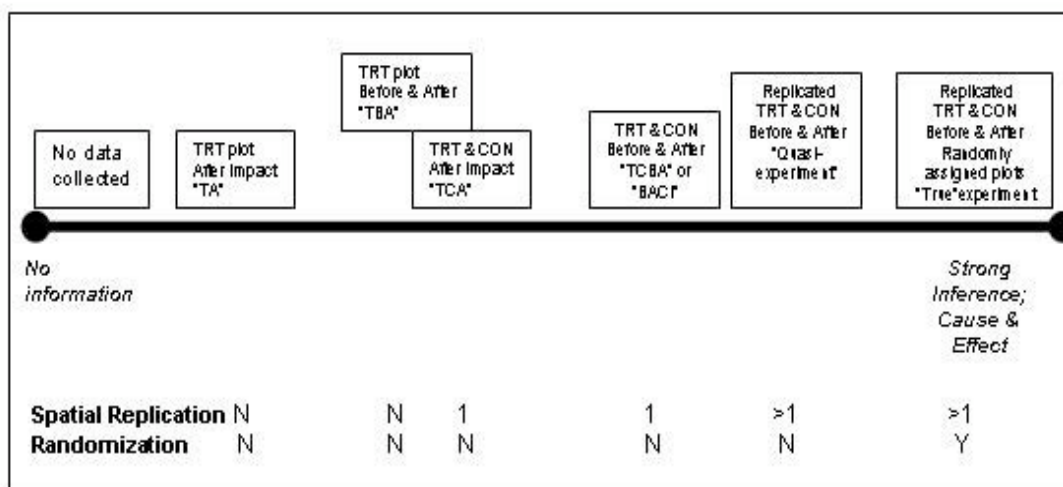 No data
collected
TRT plot
After Impact
"TA"
TRT plot
Before & After
"TBA"
TRT & CON
After Impact
"TCA"
TRT & CON
Before & After
"TCBA" or
"BACI"
Replicated
TRT & CON
Before & After
"Quasi-
experiment"
Replicated
TRT & CON
Before & After
Randomly
assigned plots
"True" experiment
No
information
Strong
Inference;
Cause &
Effect
Spatial Replication N N 1 1 >1 >1
Randomization N N N N N Y